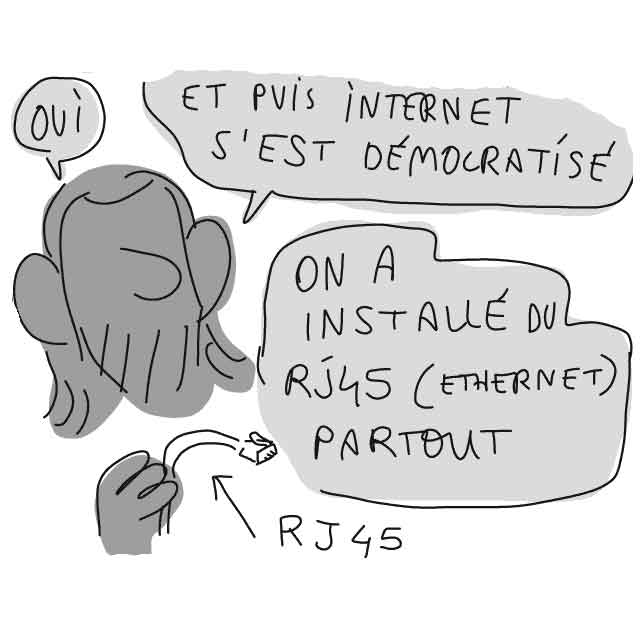 OUI
ET PUIS INTERNET
S'EST DÉMOCRATISÉ
ON A
INSTALLÉ DU
RJ45 (ETHERNET)
PARTOUT
RJ45